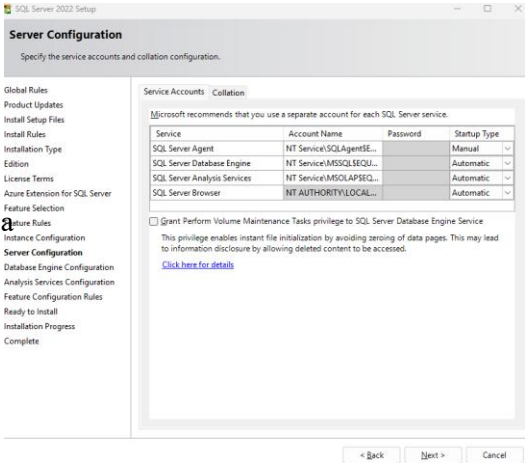 SQL Server 2022 Setup
Server Configuration
Specify the service accounts and collation configuration.
Global Rules
Product Updates
Install Setup Files
Install Rules
Installation Type
Edition
License Terms
Azure Extension for SQL Server
Feature Selection
a
Feature Rules
Instance Configuration
Server Configuration
Database Engine Configuration
Analysis Services Configuration
Feature Configuration Rules
Ready to Install
Installation Progress
Complete
Service Accounts Collation
Microsoft recommends that you use a separate account for each SQL Server service.
Service Account Name Password Startup Type
SQL Server Agent NT Service\SQLAgent$E... Manual
SQL Server Database Engine NT Service\MSSQL$EQU... Automatic
SQL Server Analysis Services NT Service\MSOLAP$EQ... Automatic
SQL Server Browser NT AUTHORITY\LOCAL... Automatic
Grant Perform Volume Maintenance Tasks privilege to SQL Server Database Engine Service
This privilege enables instant file initialization by avoiding zeroing of data pages. This may lead
to information disclosure by allowing deleted content to be accessed.
Click here for details
< Back Next > Cancel